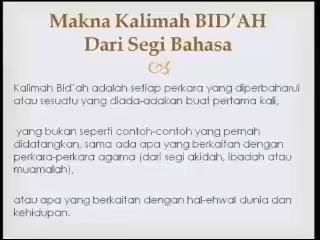 Makna Kalimah BID’AH
Dari Segi Bahasa
Kalimah Bid’ah adalah setiap perkara yang diperbaharui
atau sesuatu yang diada-adakan buat pertama kali,
yang bukan seperti contoh-contoh yang pernah
didatangkan, sama ada apa yang berkaitan dengan
perkara-perkara agama (dari segi akidah, ibadah atau
muamalah),
atau apa yang berkaitan dengan hal-ehwal dunia dan
kehidupan.